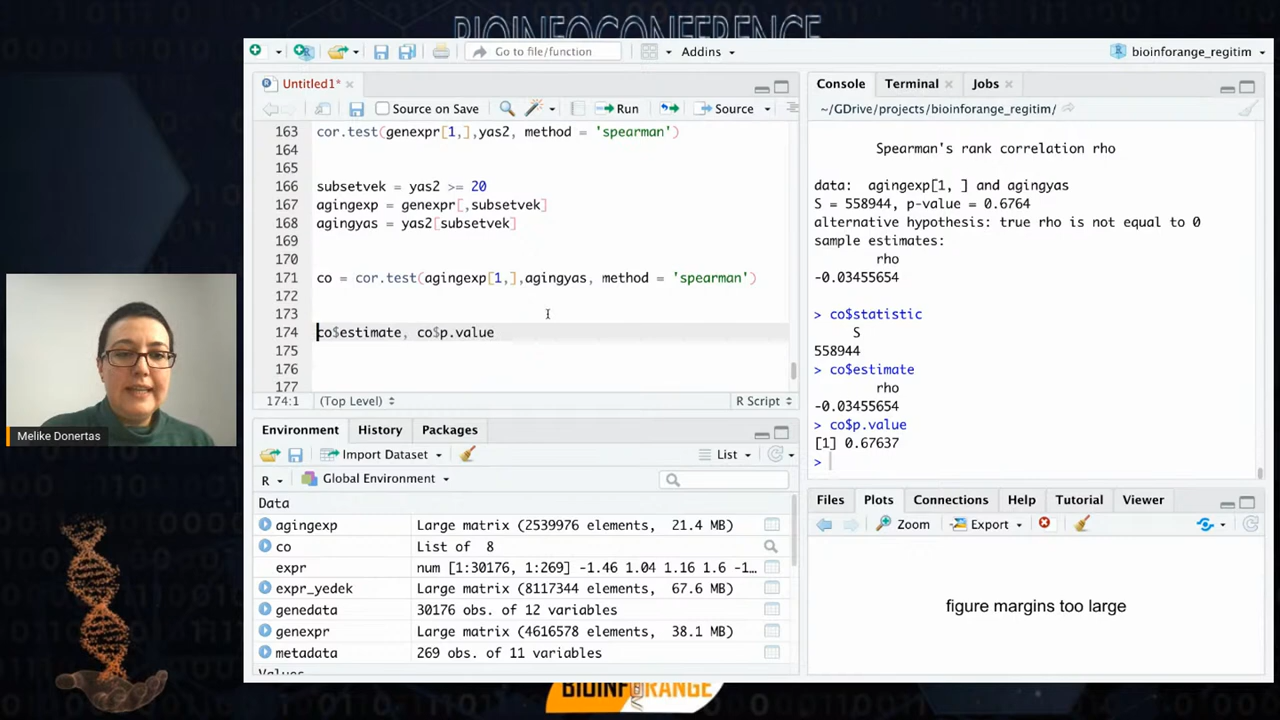 BIOINFOCONFERENCE
Go to file/function
Addins
bioinforange_regitim
Untitled1*
Source on Save
Run
Source
163 cor.test(genexpr[1,],yas2, method = 'spearman')
164
165
166 subsetvek = yas2 >= 20
167 agingexp = genexpr[,subsetvek]
168 agingyas = yas2[subsetvek]
169
170
171 co = cor.test(agingexp[1,],agingyas, method = 'spearman')
172
173
174 co$estimate, co$p.value
175
176
177
174:1 (Top Level) R Script
Console Terminal Jobs
~/GDrive/projects/bioinforange_regitim/
Spearman's rank correlation rho
data: agingexp[1, ] and agingyas
S = 558944, p-value = 0.6764
alternative hypothesis: true rho is not equal to 0
sample estimates:
rho
-0.03455654
> co$statistic
S
558944
> co$estimate
rho
-0.03455654
> co$p.value
[1] 0.67637
>
Environment History Packages
Import Dataset List
R Global Environment
Data
agingexp Large matrix (2539976 elements, 21.4 MB)
co List of 8
expr num [1:30176, 1:269] -1.46 1.04 1.16 1.6 -1...
expr_yedek Large matrix (8117344 elements, 67.6 MB)
genedata 30176 obs. of 12 variables
genexpr Large matrix (4616578 elements, 38.1 MB)
metadata 269 obs. of 11 variables
Values
Files Plots Connections Help Tutorial Viewer
Zoom Export
figure margins too large
Melike Donertas
BIOINFORANGE